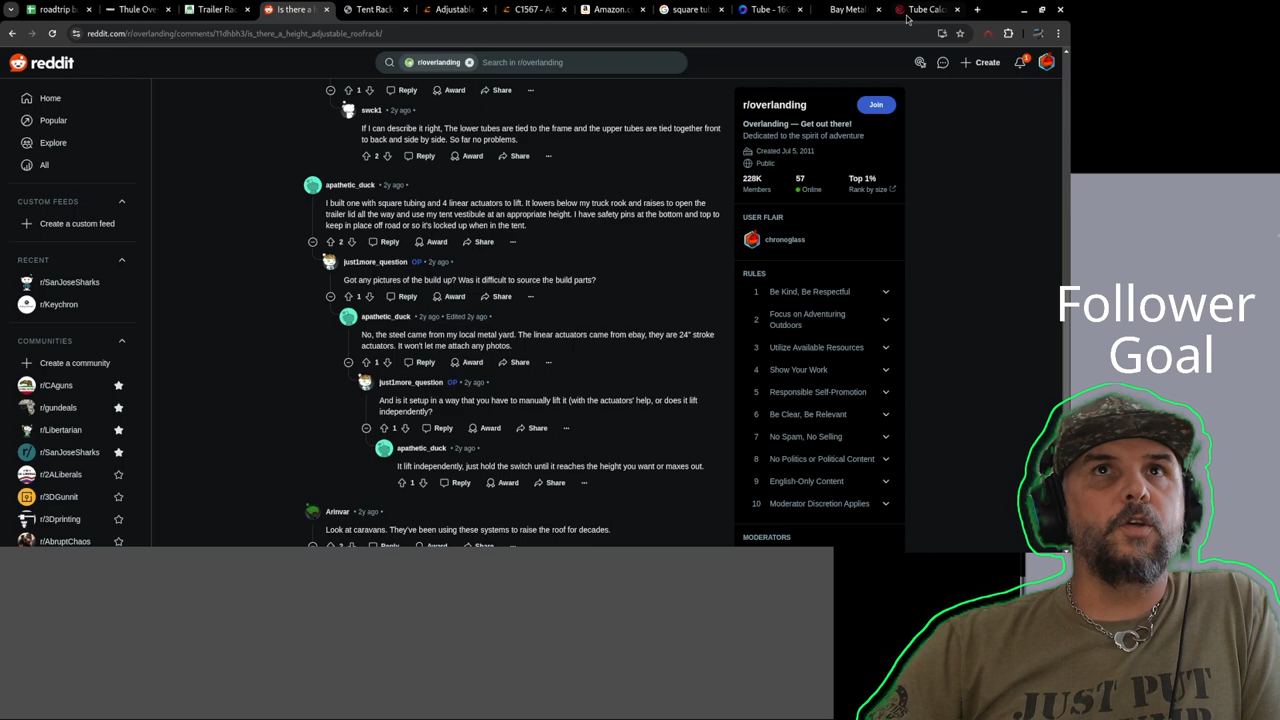 roadtrip bu
Thule Over
Trailer Rac
Is there a h
Tent Rack
Adjustable
C1567 - Ac
Amazon.co
square tub
Tube - 160
Bay Metal
Tube Calc
reddit.com/r/overlanding/comments/11dhbh3/is_there_a_height_adjustable_roofrack/
reddit
r/overlanding
Search in r/overlanding
Create
1
Home
Popular
Explore
All
CUSTOM FEEDS
Create a custom feed
RECENT
r/SanJoseSharks
r/Keychron
COMMUNITIES
Create a community
r/CAguns
r/gundeals
r/Libertarian
r/SanJoseSharks
r/2ALiberals
r/3DGunnit
r/3Dprinting
r/AbruptChaos
1 Reply Award Share ···
swck1 • 2y ago •
If I can describe it right, The lower tubes are tied to the frame and the upper tubes are tied together front
to back and side by side. So far no problems.
2 Reply Award Share ···
apathetic_duck • 2y ago •
I built one with square tubing and 4 linear actuators to lift. It lowers below my truck rook and raises to open the
trailer lid all the way and use my tent vestibule at an appropriate height. I have safety pins at the bottom and top to
keep in place off road or so it's locked up when in the tent.
2 Reply Award Share ···
just1more_question OP • 2y ago •
Got any pictures of the build up? Was it difficult to source the build parts?
1 Reply Award Share ···
apathetic_duck • 2y ago • Edited 2y ago •
No, the steel came from my local metal yard. The linear actuators came from ebay, they are 24" stroke
actuators. It won't let me attach any photos.
1 Reply Award Share ···
just1more_question OP • 2y ago •
And is it setup in a way that you have to manually lift it (with the actuators' help, or does it lift
independently?
1 Reply Award Share ···
apathetic_duck • 2y ago •
It lift independently, just hold the switch until it reaches the height you want or maxes out.
1 Reply Award Share ···
Arinvar • 2y ago •
Look at caravans. They've been using these systems to raise the roof for decades.
Reply Award Share
r/overlanding
Join
Overlanding — Get out there!
Dedicated to the spirit of adventure
Created Jul 5, 2011
Public
228K 57 Top 1%
Members Online Rank by size
USER FLAIR
chronoglass
RULES
1 Be Kind, Be Respectful
2 Focus on Adventuring
Outdoors
3 Utilize Available Resources
4 Show Your Work
5 Responsible Self-Promotion
6 Be Clear, Be Relevant
7 No Spam, No Selling
8 No Politics or Political Content
9 English-Only Content
10 Moderator Discretion Applies
MODERATORS
Follower
Goal
JUST PUT